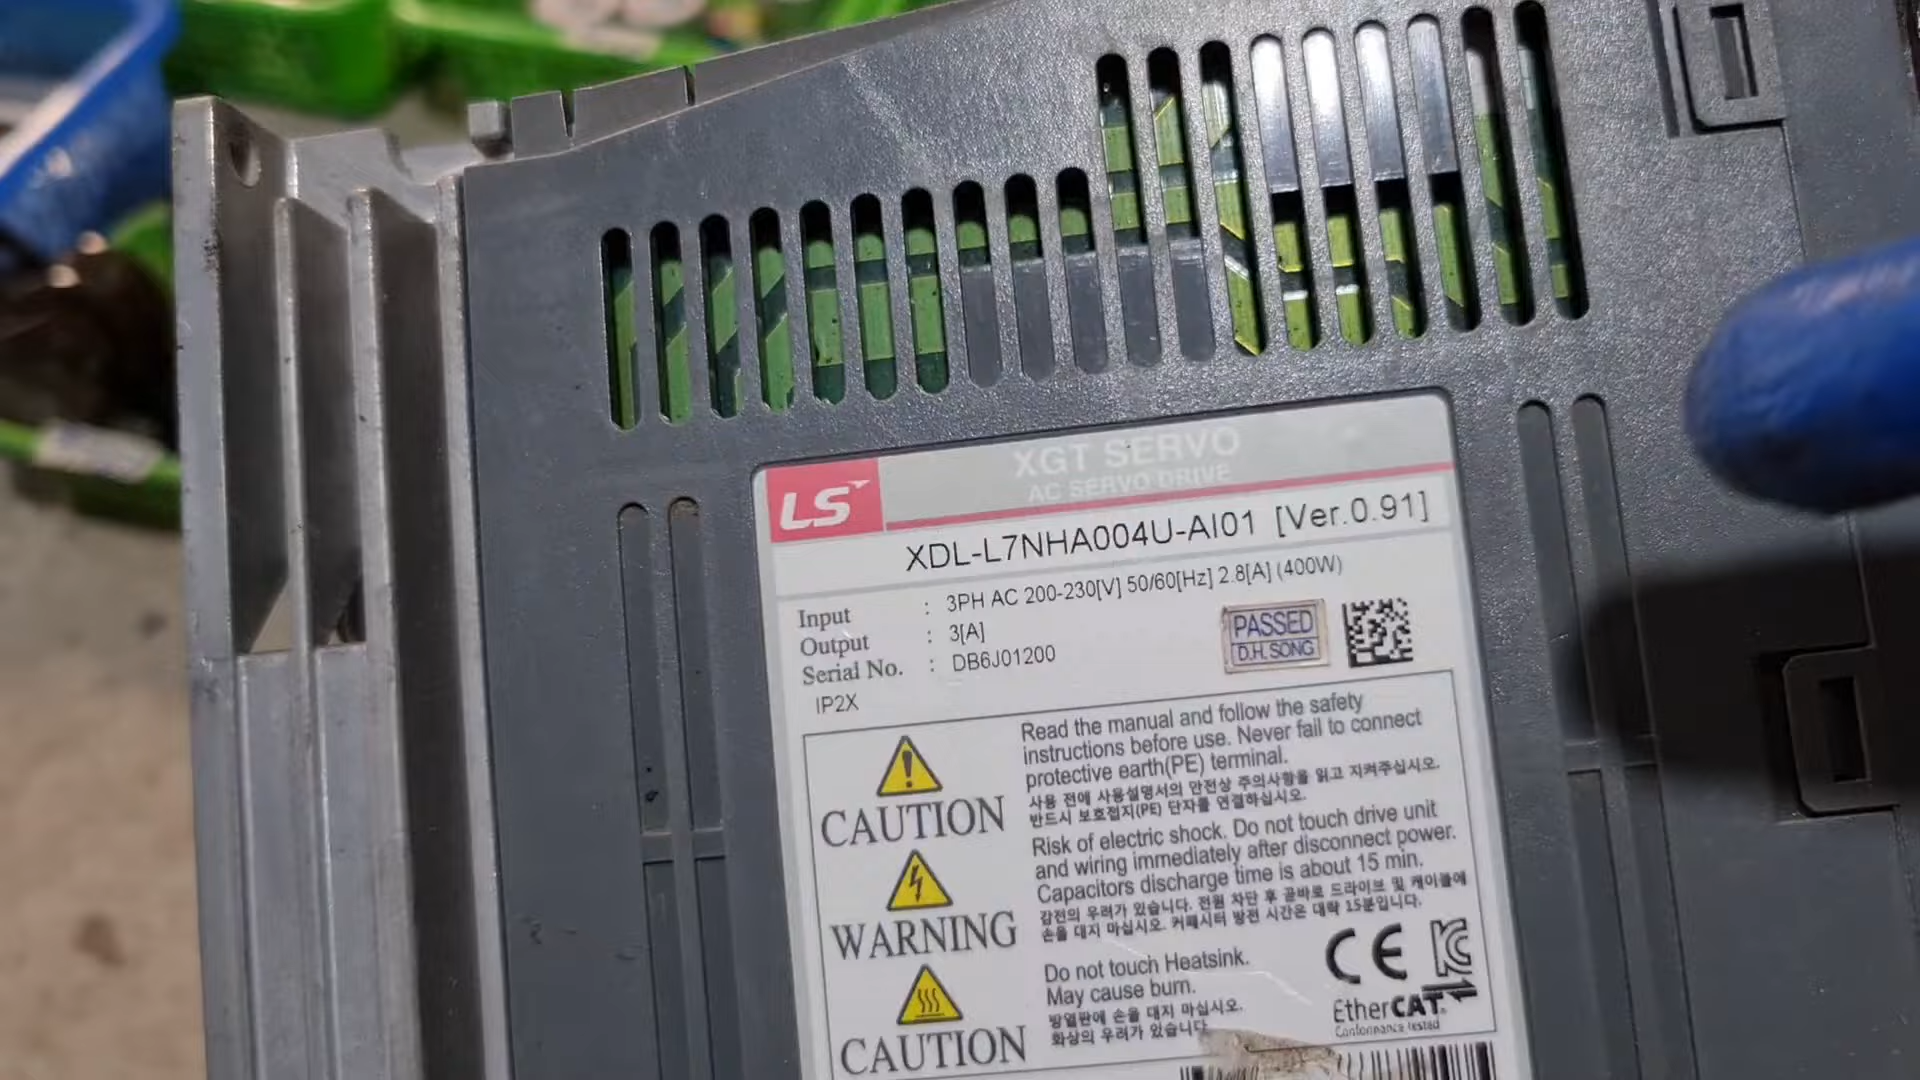 XGT SERVO
AC SERVO DRIVE
LS
XDL-L7NHA004U-AI01 [Ver.0.91]
Input : 3PH AC 200-230[V] 50/60[Hz] 2.8[A] (400W)
Output : 3[A]
Serial No. : DB6J01200
IP2X
PASSED
D.H. SONG
CAUTION
Read the manual and follow the safety
instructions before use. Never fail to connect
protective earth(PE) terminal.
사용 전에 사용설명서의 안전상 주의사항을 읽고 지켜주십시오.
반드시 보호접지(PE) 단자를 연결하십시오.
WARNING
Risk of electric shock. Do not touch drive unit
and wiring immediately after disconnect power.
Capacitors discharge time is about 15 min.
감전의 우려가 있습니다. 전원 차단 후 곧바로 드라이브 및 케이블에
손을 대지 마십시오. 커패시터 방전 시간은 대략 15분입니다.
CAUTION
Do not touch Heatsink.
May cause burn.
방열판에 손을 대지 마십시오.
화상의 우려가 있습니다
CE
EtherCAT
Conformance tested